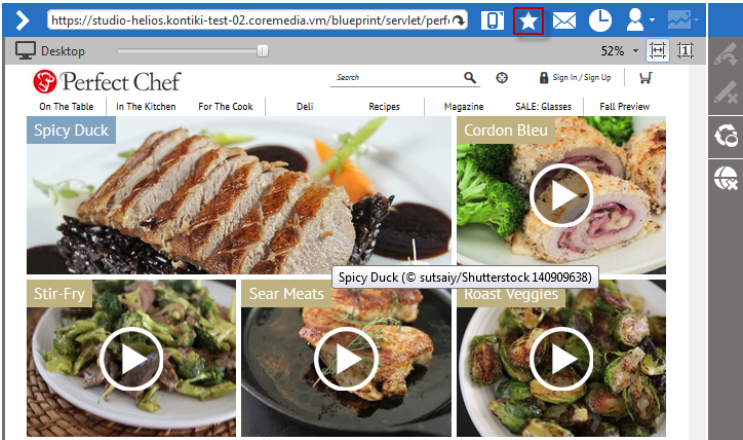 https://studio-helios.kontiki-test-02.coremedia.vm/blueprint/servlet/perf
Desktop
52%
Perfect Chef
Search
Sign In / Sign Up
On The Table In The Kitchen For The Cook Deli Recipes Magazine SALE: Glasses Fall Preview
Spicy Duck
Cordon Bleu
Spicy Duck (© sutsaiy/Shutterstock 140909638)
Stir-Fry
Sear Meats
Roast Veggies